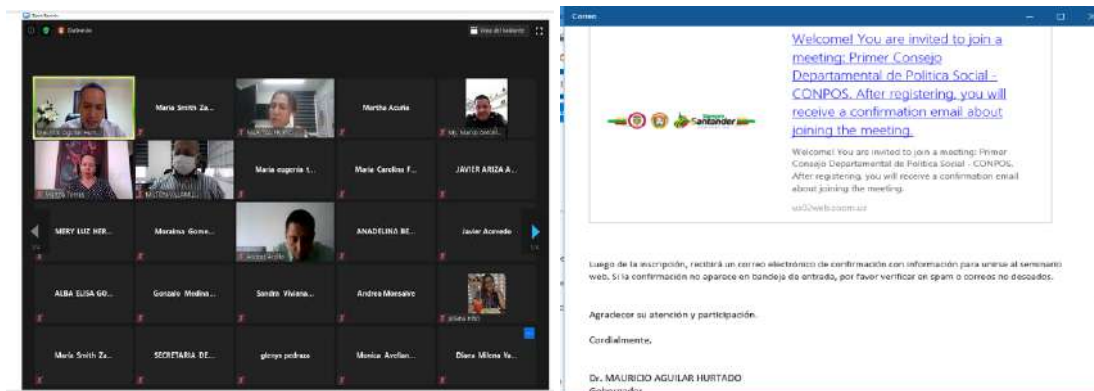 Maria Smith Za...
Martha Acuña
Maria eugenia t...
Maria Carolina F...
JAVIER ARIZA A...
MERY LUZ HER...
Moraima Gome...
ANADELINA BE...
Javier Acevedo
ALBA ELISA GO...
Gonzalo Medina...
Sandra Viviana...
Andrea Monsalve
María Smith Za...
SECRETARIA DE...
glenys pedraza
Monica Avellan...
Diana Milena Va...
Correo
Santander
Welcome! You are invited to join a
meeting: Primer Consejo
Departamental de Politica Social -
CONPOS. After registering, you will
receive a confirmation email about
joining the meeting.
Welcome! You are invited to join a meeting: Primer
Consejo Departamental de Politica Social - CONPOS.
After registering, you will receive a confirmation email
about joining the meeting.
us02web.zoom.us
Luego de la inscripción, recibirá un correo electrónico de confirmación con información para unirse al seminario
web. Si la confirmación no aparece en bandeja de entrada, por favor verificar en spam o correos no deseados.
Agradecer su atención y participación.
Cordialmente,
Dr. MAURICIO AGUILAR HURTADO
Gobernador